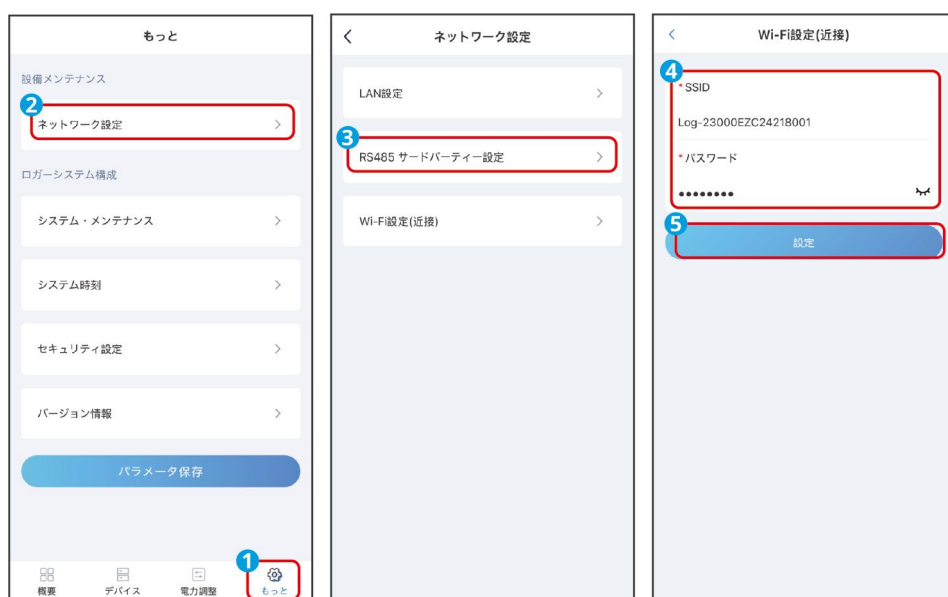 もっと
設備メンテナンス
2
ネットワーク設定
ロガーシステム構成
システム・メンテナンス
システム時刻
セキュリティ設定
バージョン情報
パラメータ保存
1
概要
デバイス
電力調整
もっと
ネットワーク設定
LAN設定
3
RS485 サードパーティー設定
Wi-Fi設定(近接)
Wi-Fi設定(近接)
4
*SSID
Log-23000EZC24218001
*パスワード
••••••••
5
設定